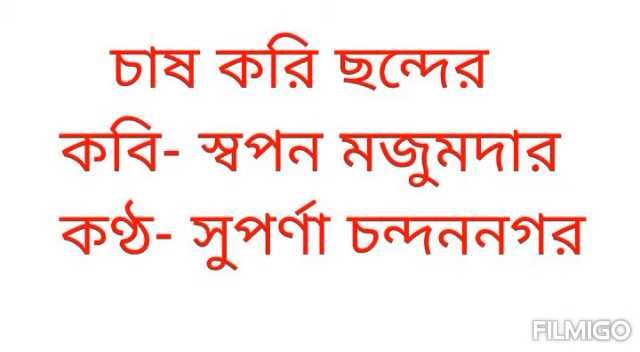 চাষ করি ছন্দের
কবি- স্বপন মজুমদার
কণ্ঠ- সুপর্ণা চন্দননগর
FILMIGO